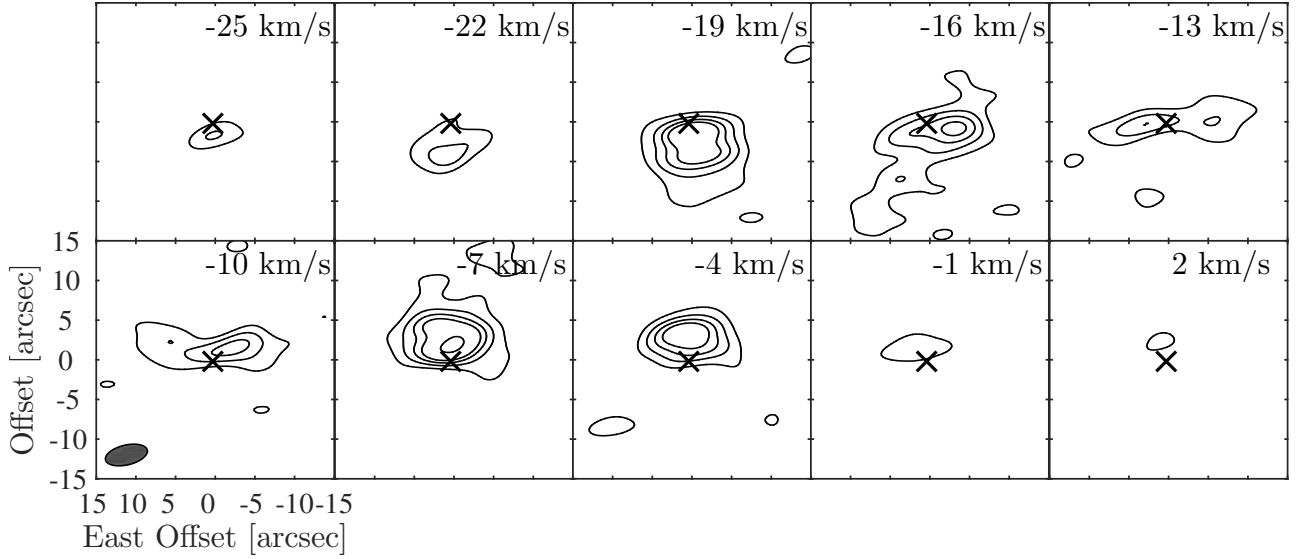 -25 km/s
-22 km/s
-19 km/s
-16 km/s
-13 km/s
-10 km/s
-7 km/s
-4 km/s
-1 km/s
2 km/s
15
10
5
0
-5
-10
-15
Offset [arcsec]
15 10 5 0 -5 -10 -15
East Offset [arcsec]